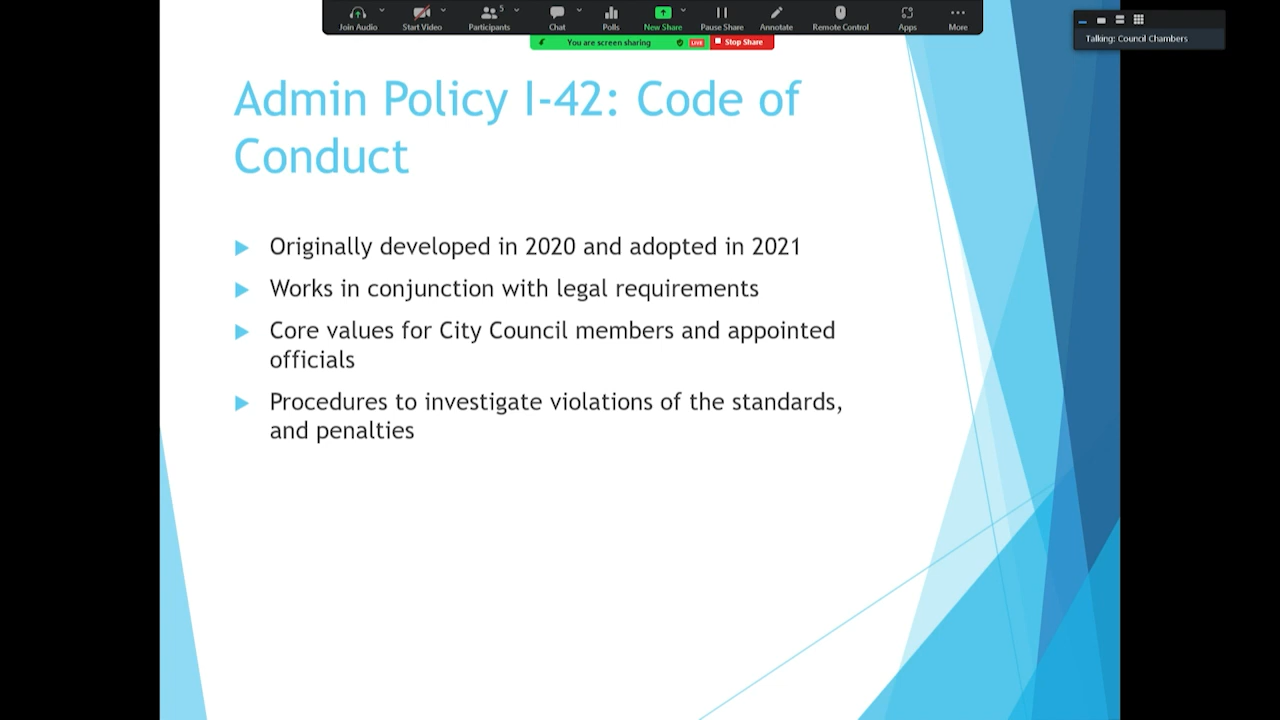 5
Join Audio Start Video Participants Chat Polls New Share Pause Share Annotate Remote Control Apps More
You are screen sharing LIVE Stop Share
Talking: Council Chambers
Admin Policy I-42: Code of
Conduct
Originally developed in 2020 and adopted in 2021
Works in conjunction with legal requirements
Core values for City Council members and appointed
officials
Procedures to investigate violations of the standards,
and penalties